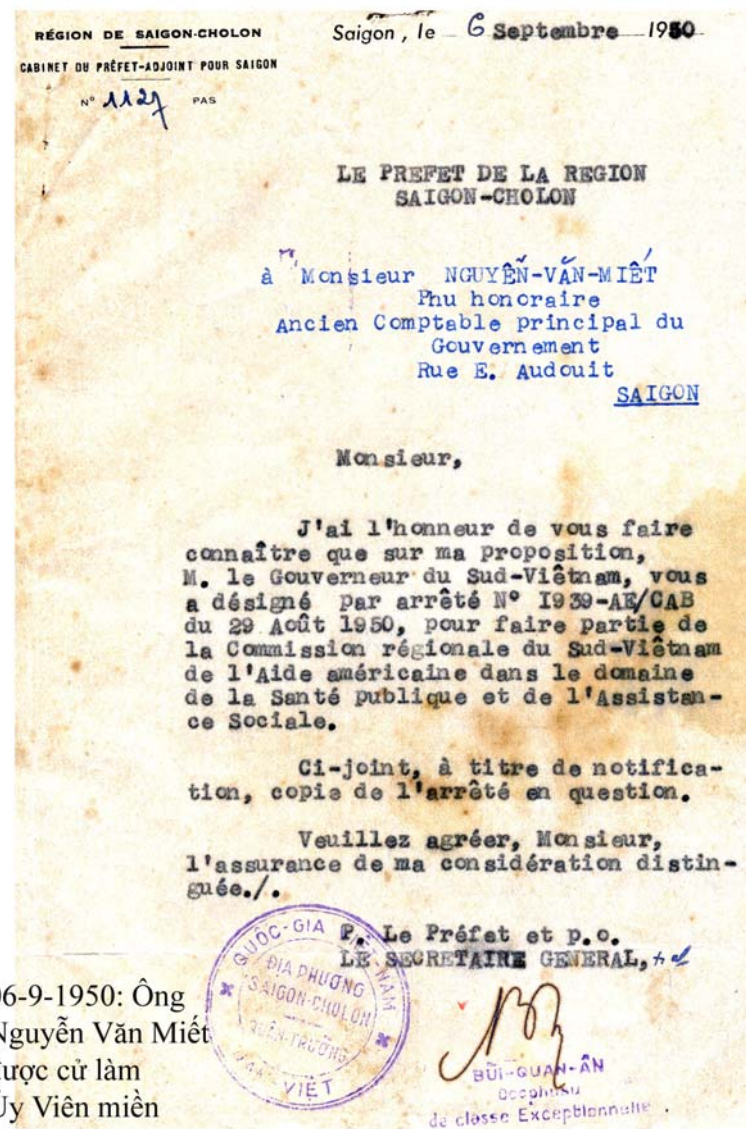 RÉGION DE SAIGON-CHOLON
CABINET DU PRÉFET-ADJOINT POUR SAIGON
N° 1127 PAS
Saigon, le 6 Septembre 1950
LE PREFET DE LA REGION
SAIGON-CHOLON
à Monsieur NGUYỄN-VĂN-MIẾT
Phu honoraire
Ancien Comptable principal du
Gouvernement
Rue E. Audouit
SAIGON
Monsieur,
J'ai l'honneur de vous faire
connaître que sur ma proposition,
M. le Gouverneur du Sud-Viêtnam, vous
a désigné par arrêté N° I939-AE/CAB
du 29 Août 1950, pour faire partie de
la Commission régionale du Sud-Viêtnam
de l'Aide américaine dans le domaine
de la Santé publique et de l'Assistan-
ce Sociale.
Ci-joint, à titre de notifica-
tion, copie de l'arrêté en question.
Veuillez agréer, Monsieur,
l'assurance de ma considération distin-
guée./.
P. Le Préfet et p.o.
LE SECRETAIRE GENERAL,
QUỐC-GIA VIỆT-NAM
ĐỊA PHƯƠNG
SAIGON-CHOLON
VIỆT
BÙI-QUAN-ÂN
Docophusu
de classe Exceptionnelle
06-9-1950: Ông
Nguyễn Văn Miết
được cử làm
Ủy Viên miền